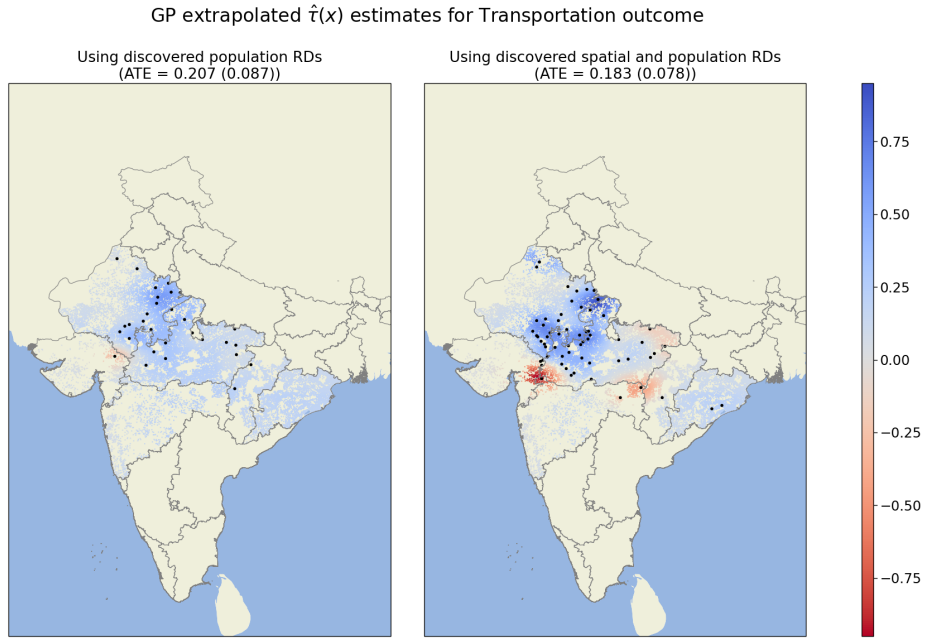 GP extrapolated τ̂(x) estimates for Transportation outcome
Using discovered population RDs
(ATE = 0.207 (0.087))
Using discovered spatial and population RDs
(ATE = 0.183 (0.078))
0.75
0.50
0.25
0.00
−0.25
−0.50
−0.75